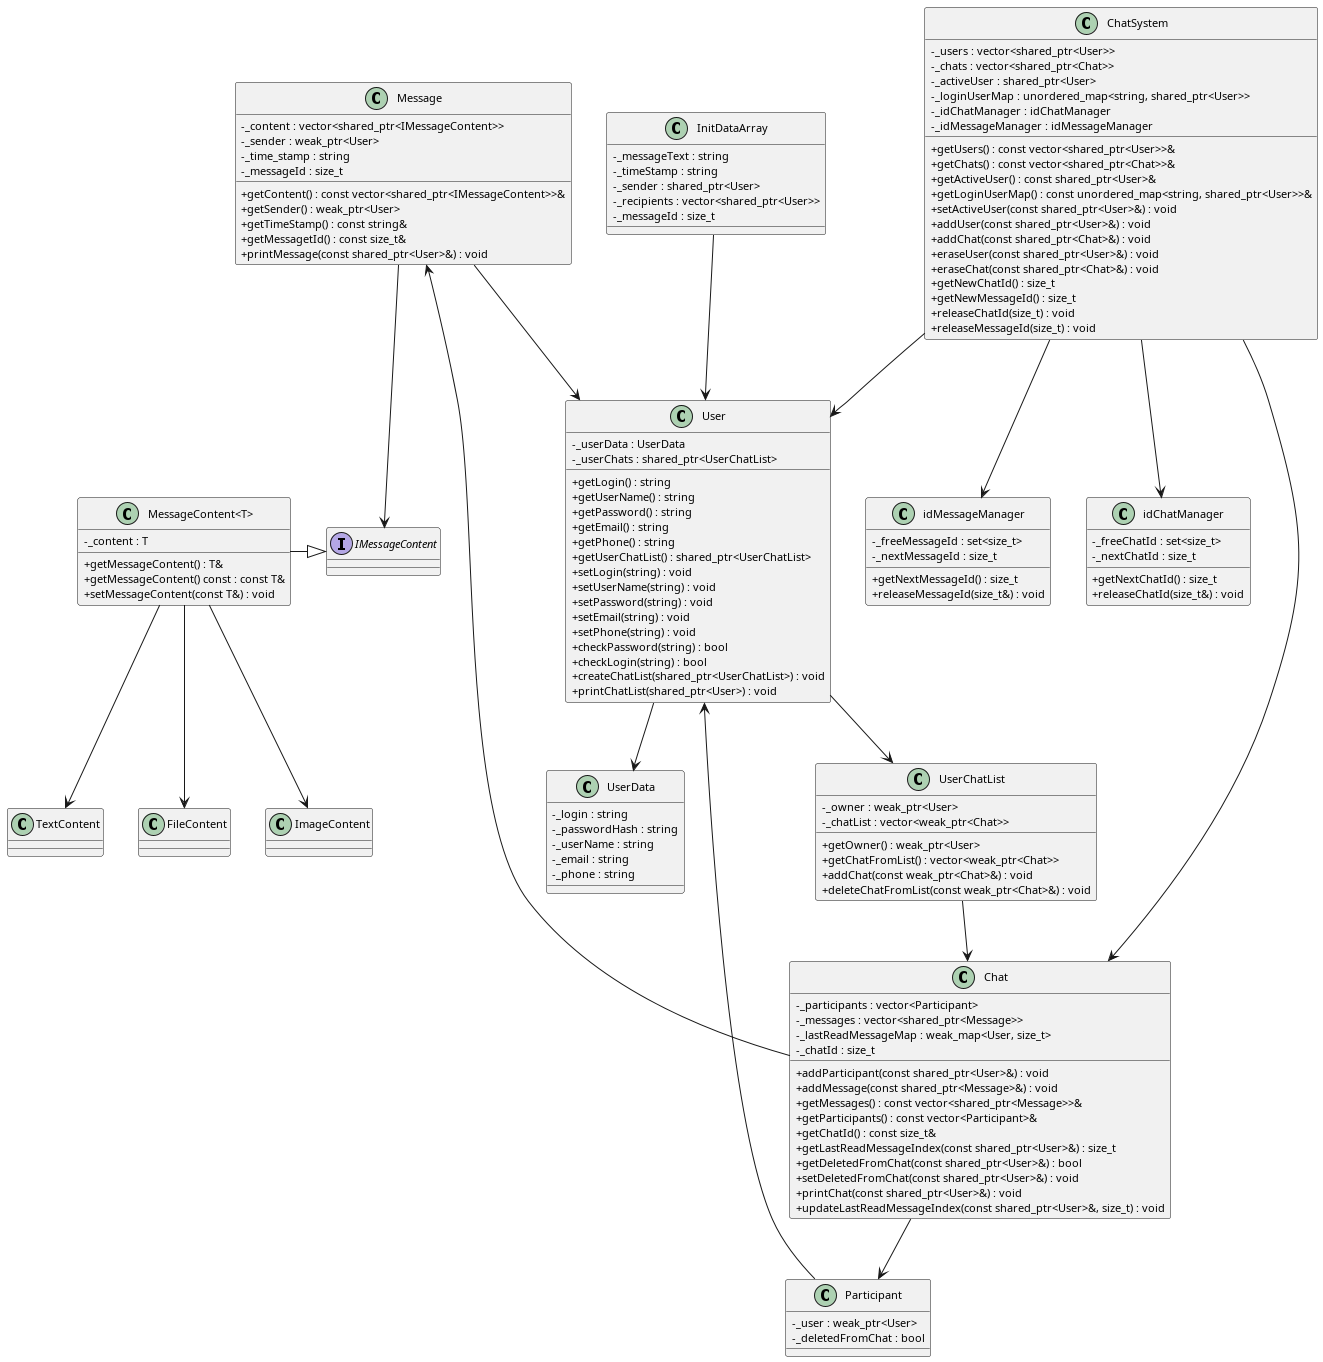 ChatSystem
-_users : vector<shared_ptr<User>>
-_chats : vector<shared_ptr<Chat>>
-_activeUser : shared_ptr<User>
-_loginUserMap : unordered_map<string, shared_ptr<User>>
-_idChatManager : idChatManager
-_idMessageManager : idMessageManager
+getUsers() : const vector<shared_ptr<User>>&
+getChats() : const vector<shared_ptr<Chat>>&
+getActiveUser() : const shared_ptr<User>&
+getLoginUserMap() : const unordered_map<string, shared_ptr<User>>&
+setActiveUser(const shared_ptr<User>&) : void
+addUser(const shared_ptr<User>&) : void
+addChat(const shared_ptr<Chat>&) : void
+eraseUser(const shared_ptr<User>&) : void
+eraseChat(const shared_ptr<Chat>&) : void
+getNewChatId() : size_t
+getNewMessageId() : size_t
+releaseChatId(size_t) : void
+releaseMessageId(size_t) : void
Message
-_content : vector<shared_ptr<IMessageContent>>
-_sender : weak_ptr<User>
-_time_stamp : string
-_messageId : size_t
+getContent() : const vector<shared_ptr<IMessageContent>>&
+getSender() : weak_ptr<User>
+getTimeStamp() : const string&
+getMessagetId() : const size_t&
+printMessage(const shared_ptr<User>&) : void
InitDataArray
-_messageText : string
-_timeStamp : string
-_sender : shared_ptr<User>
-_recipients : vector<shared_ptr<User>>
-_messageId : size_t
User
-_userData : UserData
-_userChats : shared_ptr<UserChatList>
+getLogin() : string
+getUserName() : string
+getPassword() : string
+getEmail() : string
+getPhone() : string
+getUserChatList() : shared_ptr<UserChatList>
+setLogin(string) : void
+setUserName(string) : void
+setPassword(string) : void
+setEmail(string) : void
+setPhone(string) : void
+checkPassword(string) : bool
+checkLogin(string) : bool
+createChatList(shared_ptr<UserChatList>) : void
+printChatList(shared_ptr<User>) : void
MessageContent<T>
-_content : T
+getMessageContent() : T&
+getMessageContent() const : const T&
+setMessageContent(const T&) : void
IMessageContent
idMessageManager
-_freeMessageId : set<size_t>
-_nextMessageId : size_t
+getNextMessageId() : size_t
+releaseMessageId(size_t&) : void
idChatManager
-_freeChatId : set<size_t>
-_nextChatId : size_t
+getNextChatId() : size_t
+releaseChatId(size_t&) : void
TextContent
FileContent
ImageContent
UserData
-_login : string
-_passwordHash : string
-_userName : string
-_email : string
-_phone : string
UserChatList
-_owner : weak_ptr<User>
-_chatList : vector<weak_ptr<Chat>>
+getOwner() : weak_ptr<User>
+getChatFromList() : vector<weak_ptr<Chat>>
+addChat(const weak_ptr<Chat>&) : void
+deleteChatFromList(const weak_ptr<Chat>&) : void
Chat
-_participants : vector<Participant>
-_messages : vector<shared_ptr<Message>>
-_lastReadMessageMap : weak_map<User, size_t>
-_chatId : size_t
+addParticipant(const shared_ptr<User>&) : void
+addMessage(const shared_ptr<Message>&) : void
+getMessages() : const vector<shared_ptr<Message>>&
+getParticipants() : const vector<Participant>&
+getChatId() : const size_t&
+getLastReadMessageIndex(const shared_ptr<User>&) : size_t
+getDeletedFromChat(const shared_ptr<User>&) : bool
+setDeletedFromChat(const shared_ptr<User>&) : void
+printChat(const shared_ptr<User>&) : void
+updateLastReadMessageIndex(const shared_ptr<User>&, size_t) : void
Participant
-_user : weak_ptr<User>
-_deletedFromChat : bool